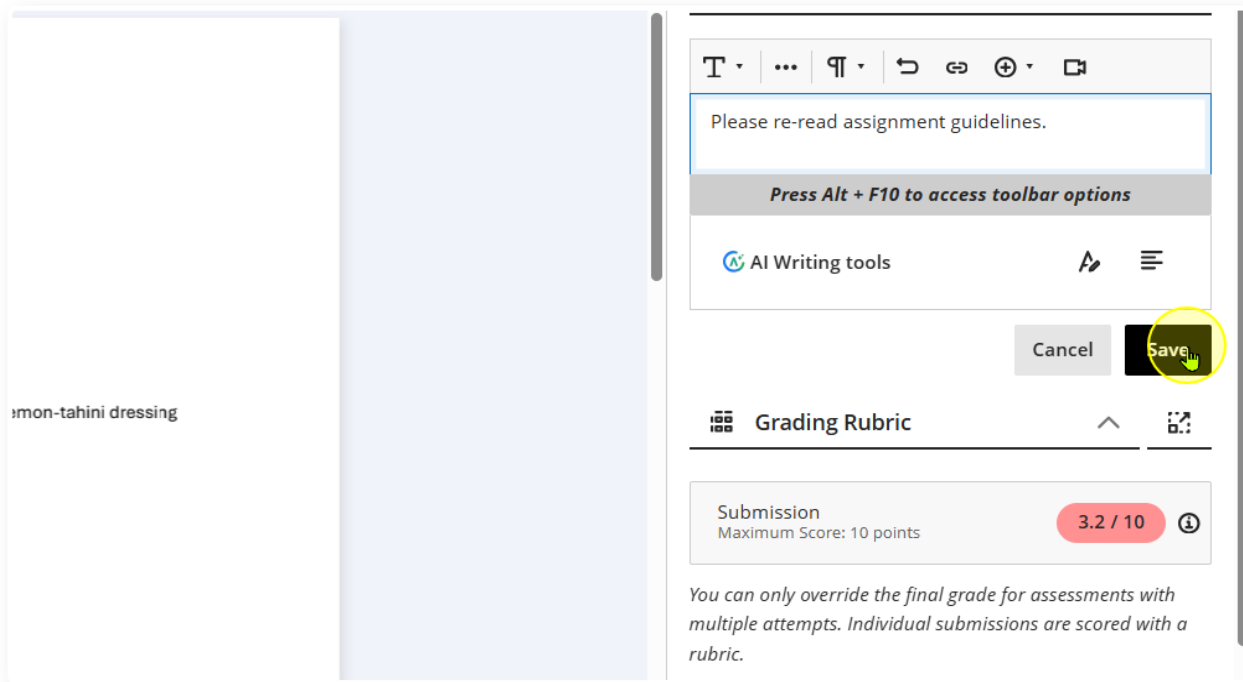 Please re-read assignment guidelines.
Press Alt + F10 to access toolbar options
AI Writing tools
Cancel
Save
emon-tahini dressing
Grading Rubric
Submission
Maximum Score: 10 points
3.2 / 10
You can only override the final grade for assessments with
multiple attempts. Individual submissions are scored with a
rubric.